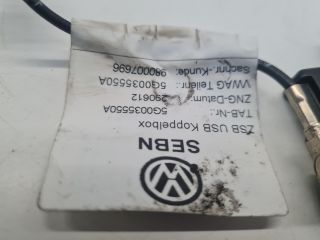 SEBN
ZSB USB Koppelbox
TAB-Nr.: 5G0035550A
ZNG-Datum: 290612
VWAG Teilenr.: 5G0035550A
Sachnr.-Kunde: 980007696